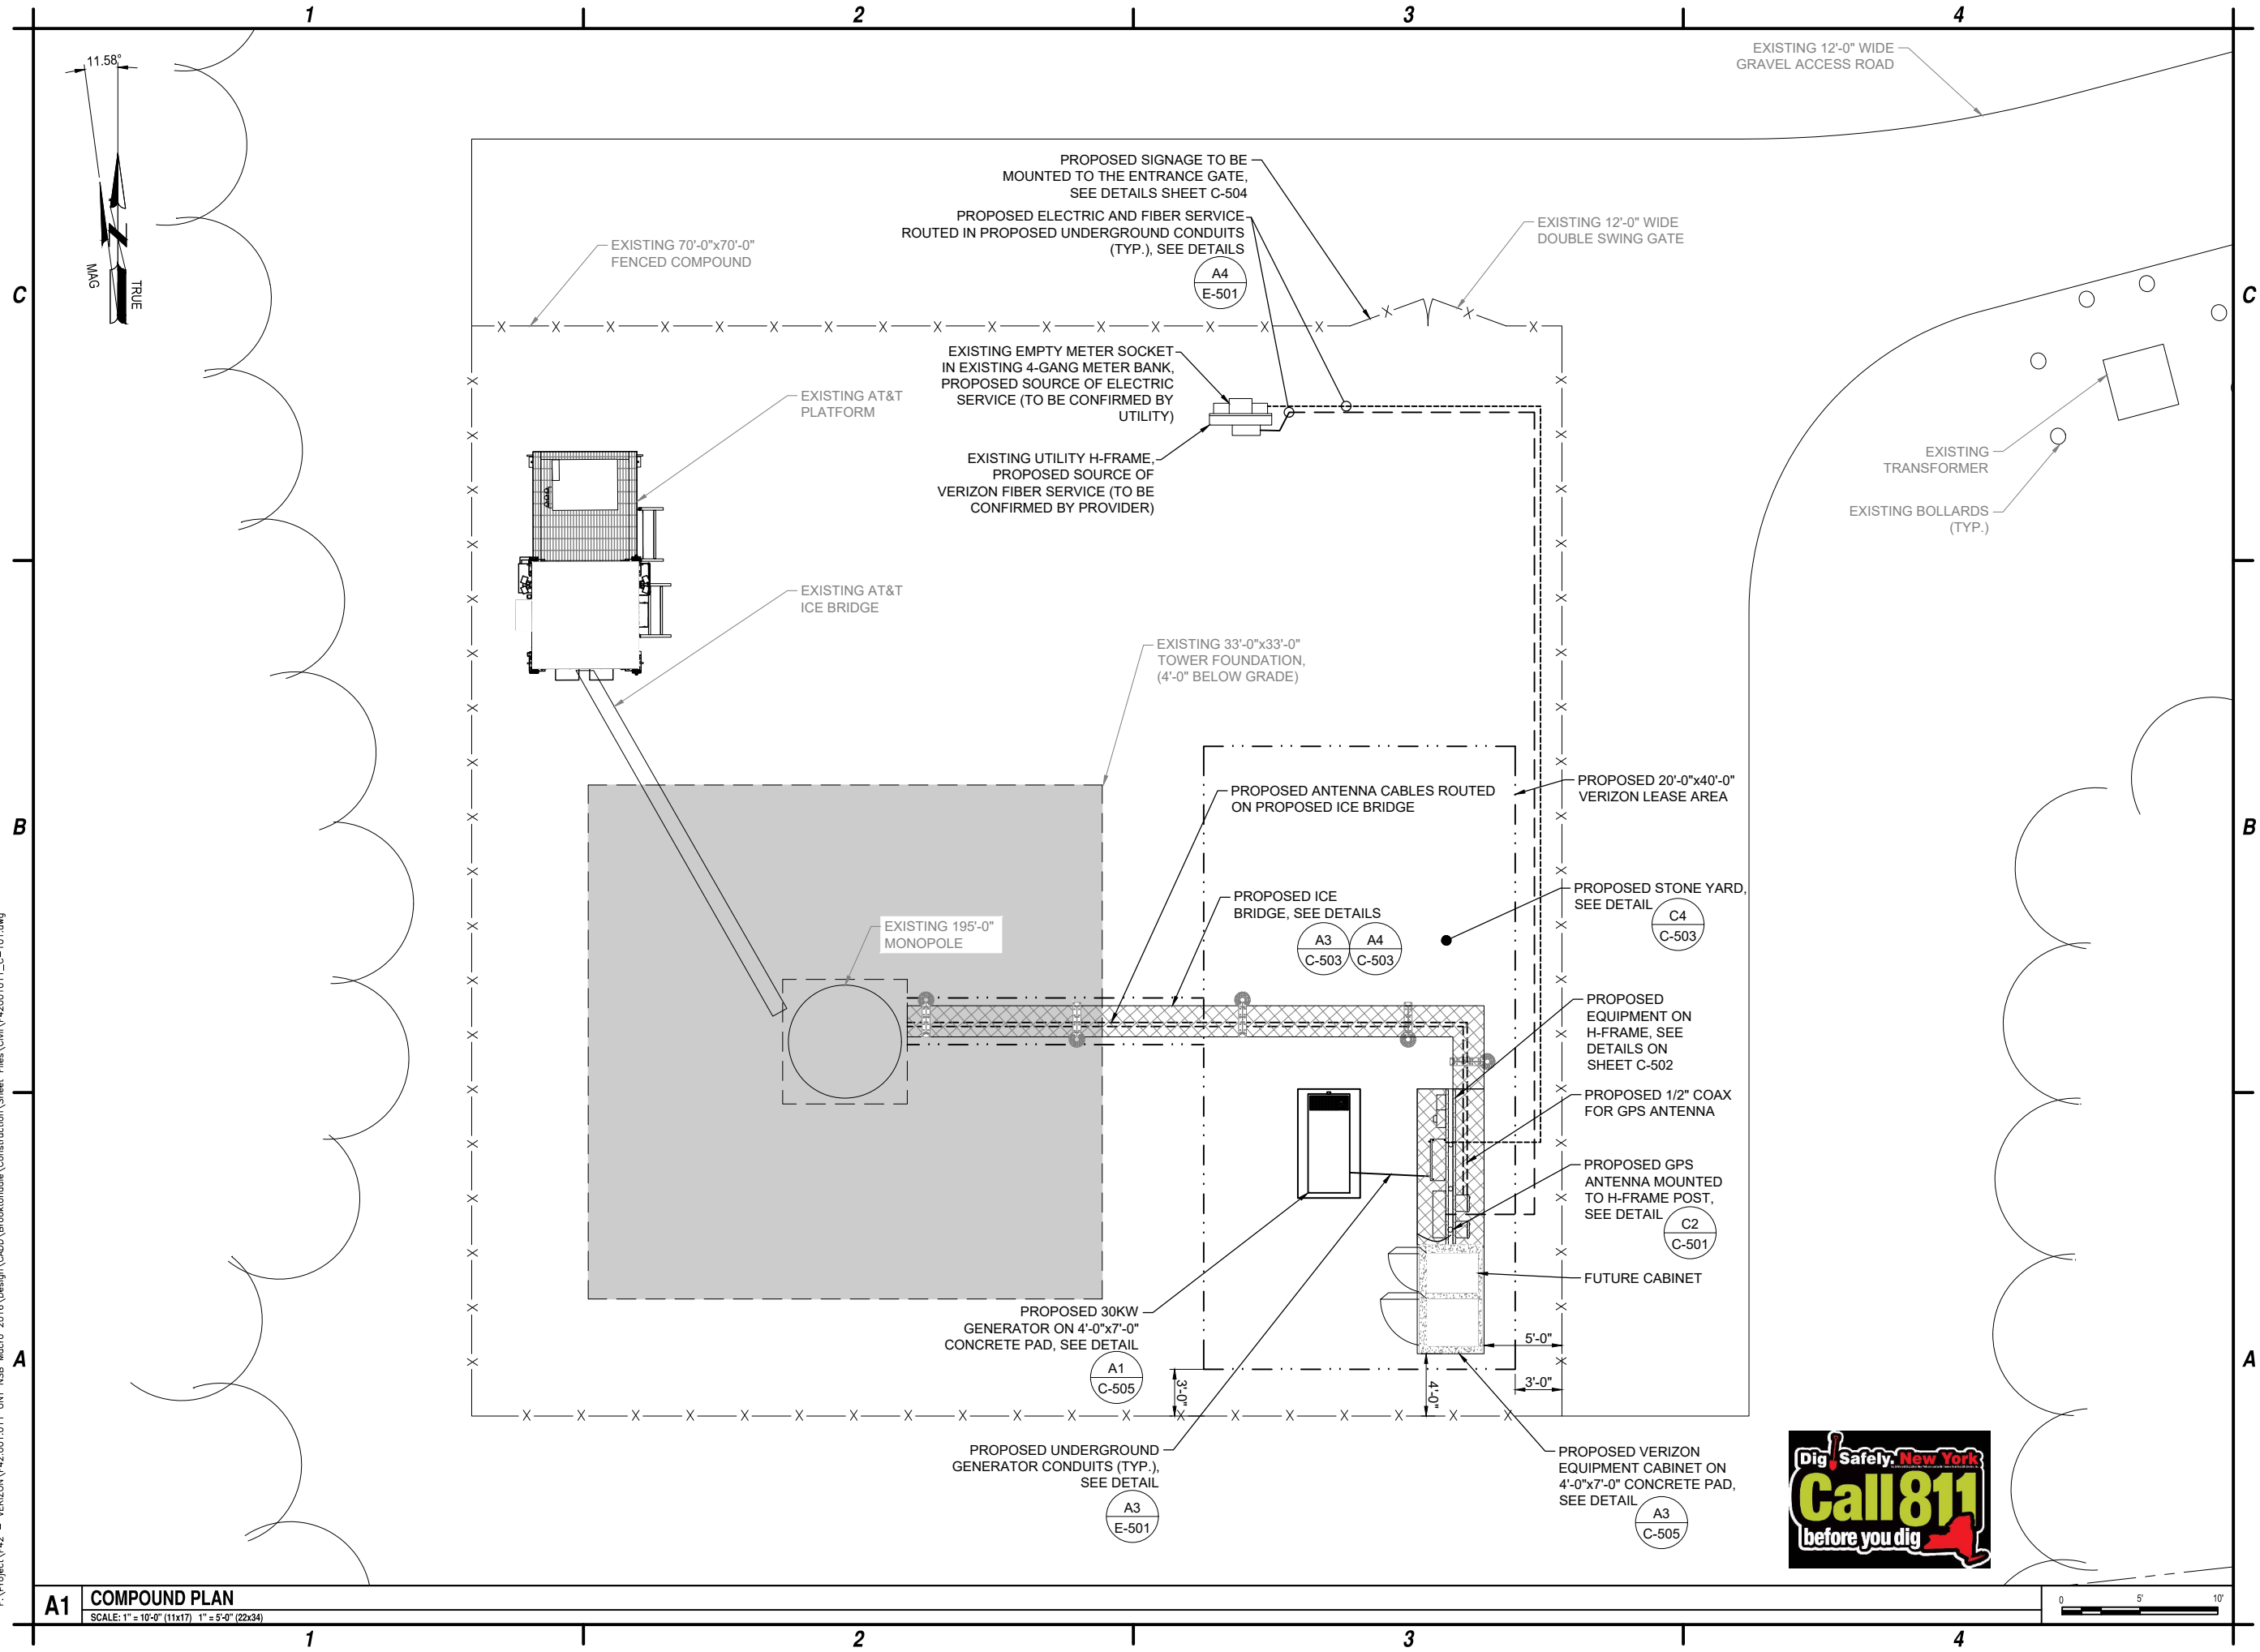 1
2
3
4
11.58°
MAG
TRUE
EXISTING 12'-0" WIDE
GRAVEL ACCESS ROAD
PROPOSED SIGNAGE TO BE
MOUNTED TO THE ENTRANCE GATE,
SEE DETAILS SHEET C-504
PROPOSED ELECTRIC AND FIBER SERVICE
ROUTED IN PROPOSED UNDERGROUND CONDUITS
(TYP.), SEE DETAILS
A4
E-501
EXISTING 12'-0" WIDE
DOUBLE SWING GATE
EXISTING 70'-0"x70'-0"
FENCED COMPOUND
C
C
EXISTING EMPTY METER SOCKET
IN EXISTING 4-GANG METER BANK,
PROPOSED SOURCE OF ELECTRIC
SERVICE (TO BE CONFIRMED BY
UTILITY)
EXISTING AT&T
PLATFORM
EXISTING UTILITY H-FRAME,
PROPOSED SOURCE OF
VERIZON FIBER SERVICE (TO BE
CONFIRMED BY PROVIDER)
EXISTING
TRANSFORMER
EXISTING BOLLARDS
(TYP.)
EXISTING AT&T
ICE BRIDGE
EXISTING 33'-0"x33'-0"
TOWER FOUNDATION,
(4'-0" BELOW GRADE)
PROPOSED ANTENNA CABLES ROUTED
ON PROPOSED ICE BRIDGE
PROPOSED 20'-0"x40'-0"
VERIZON LEASE AREA
B
B
PROPOSED ICE
BRIDGE, SEE DETAILS
A3
C-503
A4
C-503
PROPOSED STONE YARD,
SEE DETAIL
C4
C-503
EXISTING 195'-0"
MONOPOLE
PROPOSED
EQUIPMENT ON
H-FRAME, SEE
DETAILS ON
SHEET C-502
PROPOSED 1/2" COAX
FOR GPS ANTENNA
PROPOSED GPS
ANTENNA MOUNTED
TO H-FRAME POST,
SEE DETAIL
C2
C-501
FUTURE CABINET
PROPOSED 30KW
GENERATOR ON 4'-0"x7'-0"
CONCRETE PAD, SEE DETAIL
A1
C-505
5'-0"
3'-0"
4'-0"
3'-0"
A
A
PROPOSED UNDERGROUND
GENERATOR CONDUITS (TYP.),
SEE DETAIL
A3
E-501
PROPOSED VERIZON
EQUIPMENT CABINET ON
4'-0"x7'-0" CONCRETE PAD,
SEE DETAIL
A3
C-505
Dig Safely. New York
Call 811
before you dig
A1
COMPOUND PLAN
SCALE: 1" = 10'-0" (11x17) 1" = 5'-0" (22x34)
0 5' 10'
1
2
3
4